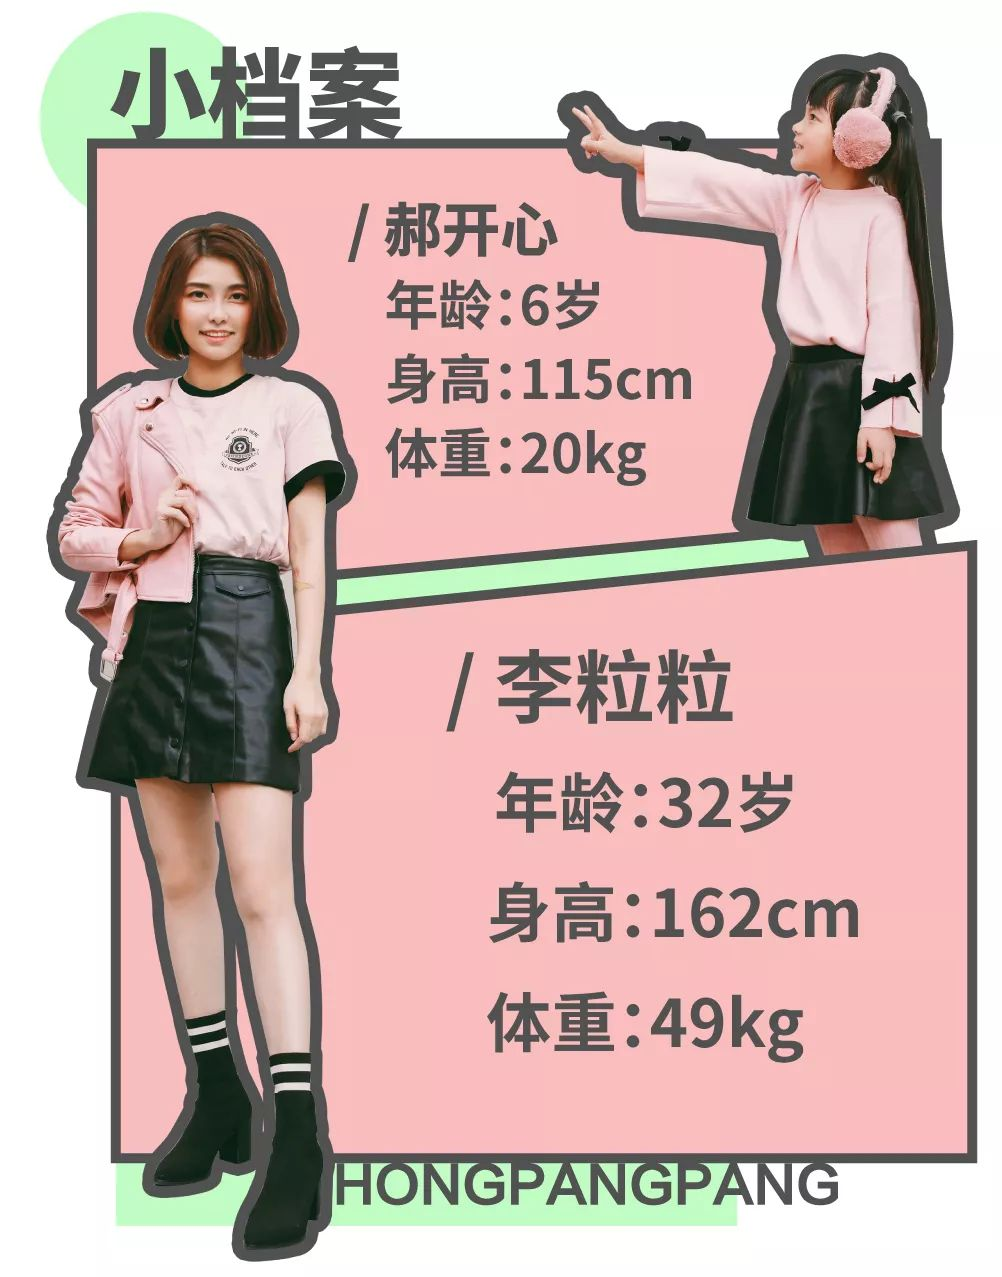 小档案
/ 郝开心
年龄：6岁
身高：115cm
体重：20kg
/ 李粒粒
年龄：32岁
身高：162cm
体重：49kg
HONGPANGPANG